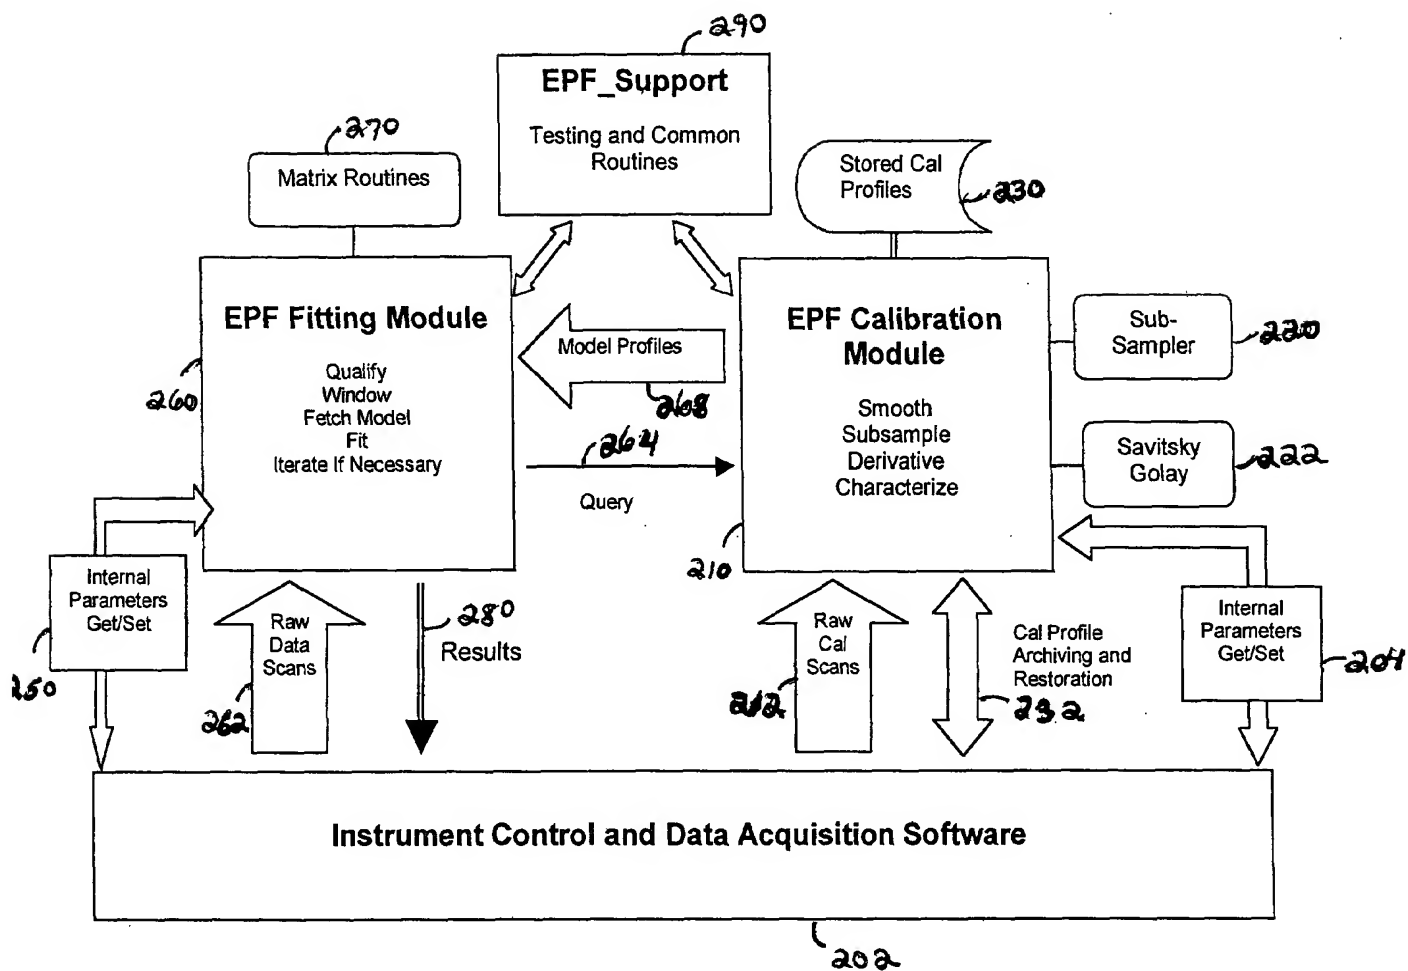 290
EPF_Support
Testing and Common
Routines
270
Matrix Routines
Stored Cal
Profiles
230
EPF Fitting Module
Qualify
Window
Fetch Model
Fit
Iterate If Necessary
260
Model Profiles
268
264
Query
EPF Calibration
Module
Smooth
Subsample
Derivative
Characterize
210
Sub-
Sampler
220
Savitsky
Golay
222
Internal
Parameters
Get/Set
250
Raw
Data
Scans
262
280
Results
Raw
Cal
Scans
212
Cal Profile
Archiving and
Restoration
232
Internal
Parameters
Get/Set
204
Instrument Control and Data Acquisition Software
202